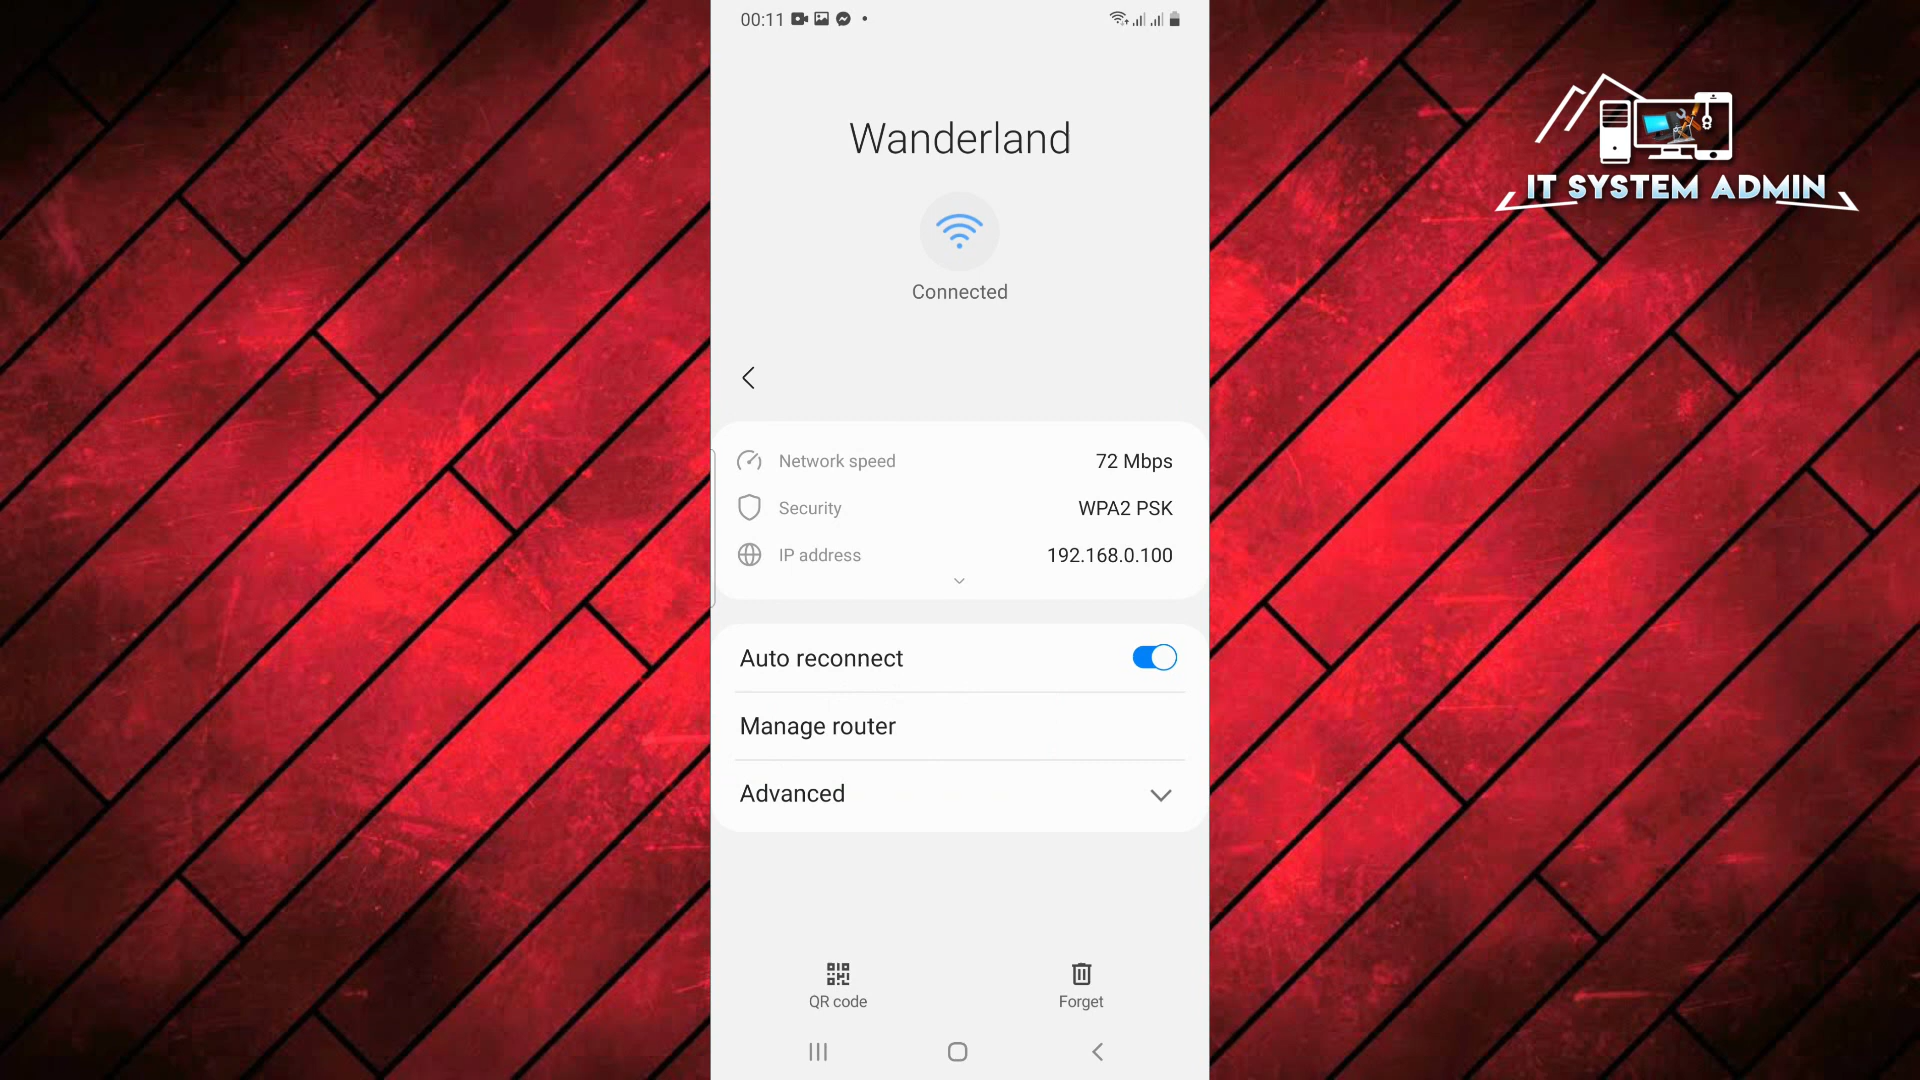 00:11
IT SYSTEM ADMIN
Wanderland
Connected
Network speed 72 Mbps
Security WPA2 PSK
IP address 192.168.0.100
Auto reconnect
Manage router
Advanced
QR code Forget